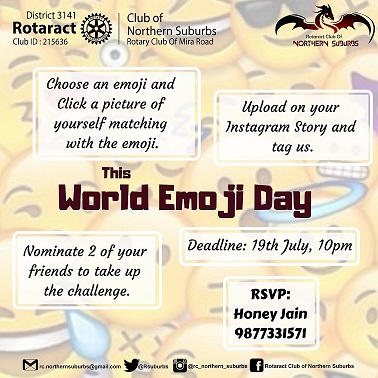 District 3141
Rotaract
Club ID : 215636
Club of
Northern Suburbs
Rotary Club Of Mira Road
Rotaract Club Of
NORTHERN SUBURBS
Choose an emoji and
Click a picture of
yourself matching
with the emoji.
Upload on your
Instagram Story and
tag us.
This
World Emoji Day
Nominate 2 of your
friends to take up
the challenge.
Deadline: 19th July, 10pm
RSVP:
Honey Jain
9877331571
rc.northernsuburbs@gmail.com
@Rsuburbs
@rc_northern_suburbs
Rotaract Club of Northern Suburbs